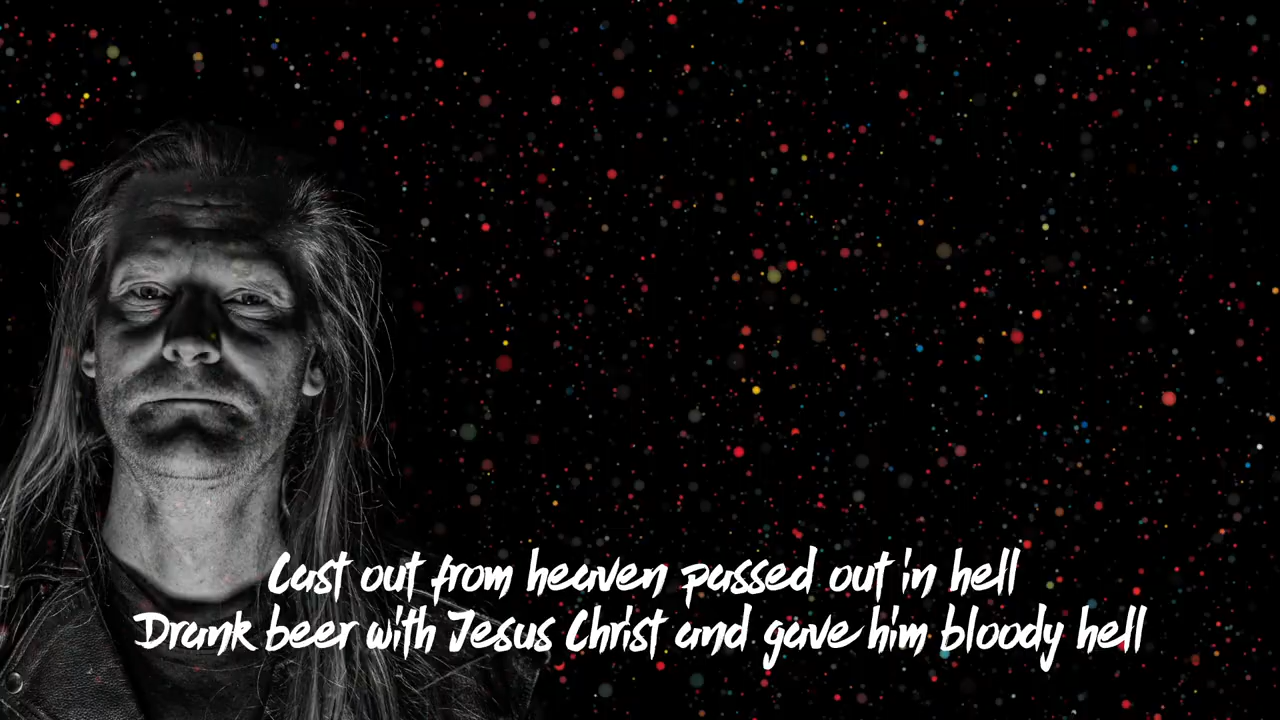 Cast out from heaven passed out in hell
Drank beer with Jesus Christ and gave him bloody hell